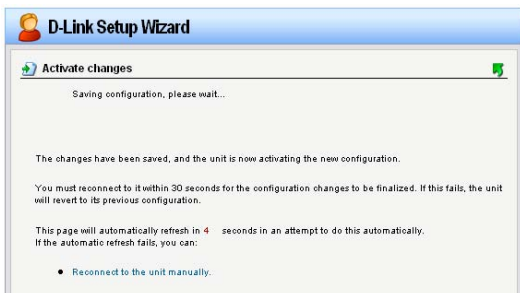 D-Link Setup Wizard
Activate changes
Saving configuration, please wait...
The changes have been saved, and the unit is now activating the new configuration.
You must reconnect to it within 30 seconds for the configuration changes to be finalized. If this fails, the unit
will revert to its previous configuration.
This page will automatically refresh in 4 seconds in an attempt to do this automatically.
If the automatic refresh fails, you can:
● Reconnect to the unit manually.